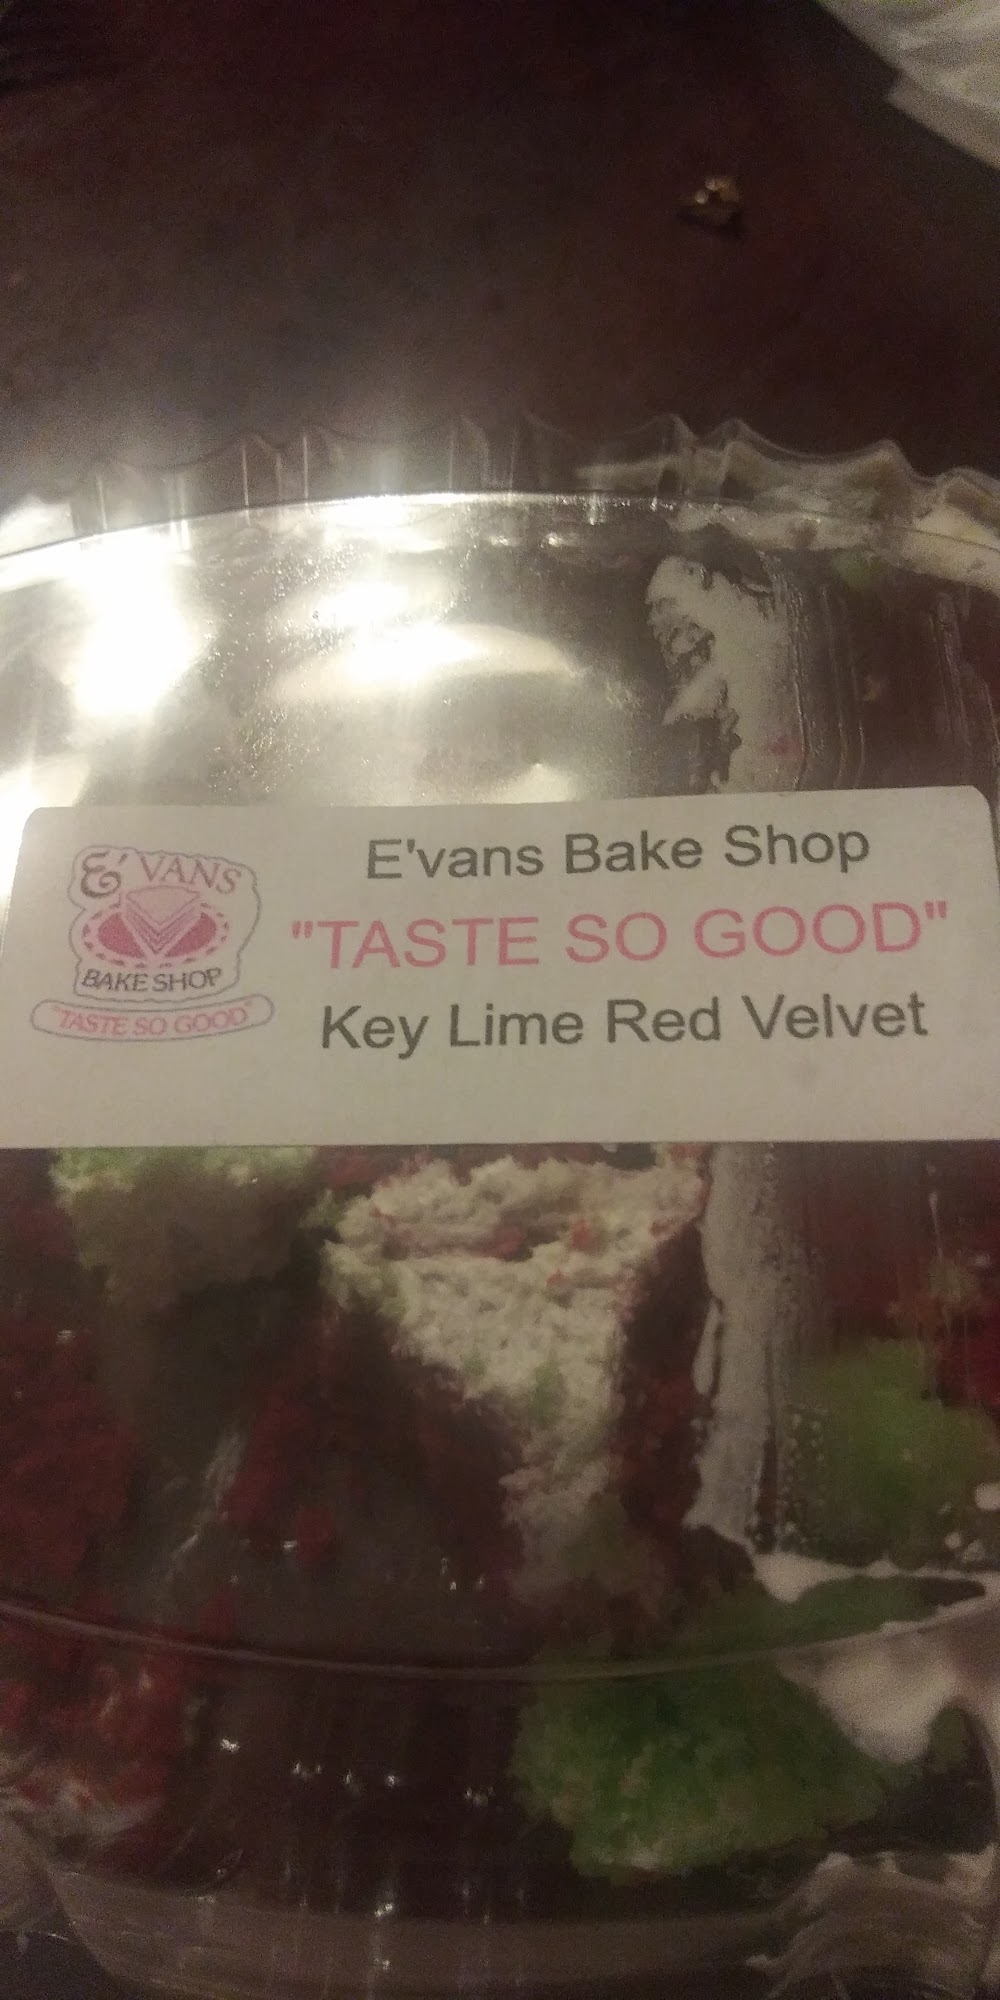 E'VANS
BAKE SHOP
"TASTE SO GOOD"
E'vans Bake Shop
"TASTE SO GOOD"
Key Lime Red Velvet